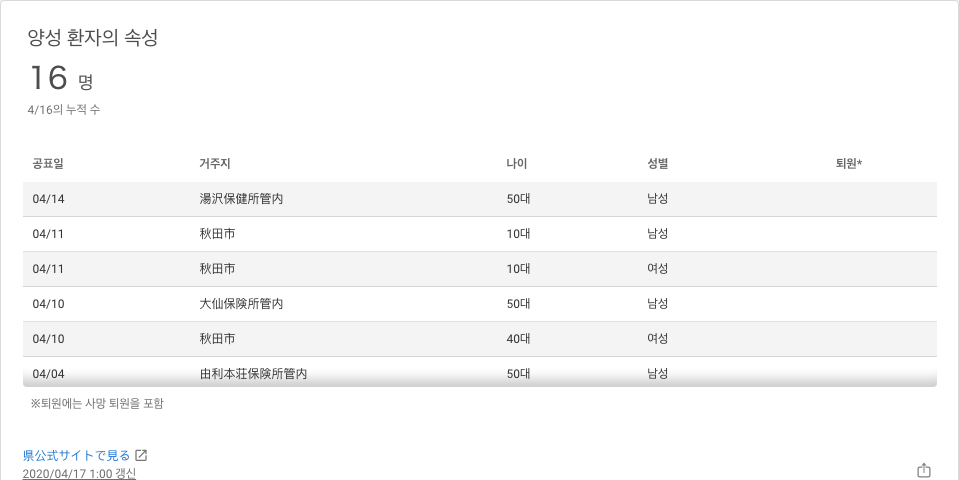 양성 환자의 속성
16 명
4/16의 누적 수
공표일 거주지 나이 성별 퇴원*
04/14 湯沢保健所管内 50대 남성
04/11 秋田市 10대 남성
04/11 秋田市 10대 여성
04/10 大仙保険所管内 50대 남성
04/10 秋田市 40대 여성
04/04 由利本荘保険所管内 50대 남성
※퇴원에는 사망 퇴원을 포함
県公式サイトで見る
2020/04/17 1:00 갱신